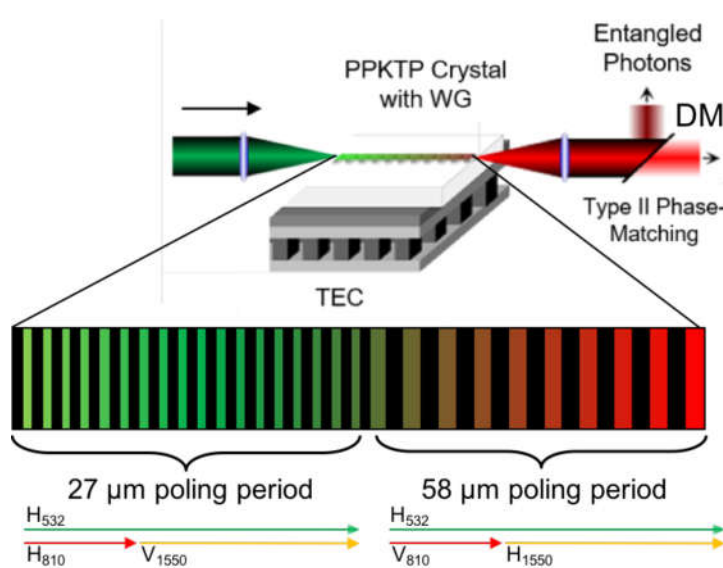 Entangled
Photons
PPKTP Crystal
with WG
DM
Type II Phase-
Matching
TEC
27 µm poling period
58 µm poling period
H532
H810 V1550
H532
V810 H1550